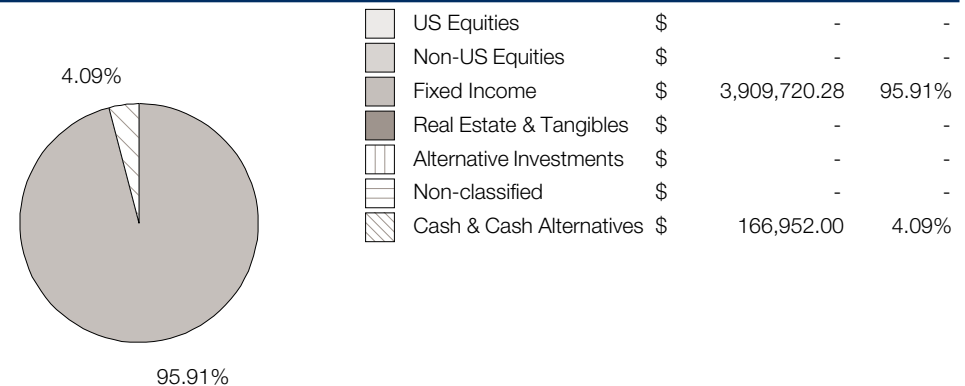 4.09%
95.91%
US Equities $ - -
Non-US Equities $ - -
Fixed Income $ 3,909,720.28 95.91%
Real Estate & Tangibles $ - -
Alternative Investments $ - -
Non-classified $ - -
Cash & Cash Alternatives $ 166,952.00 4.09%